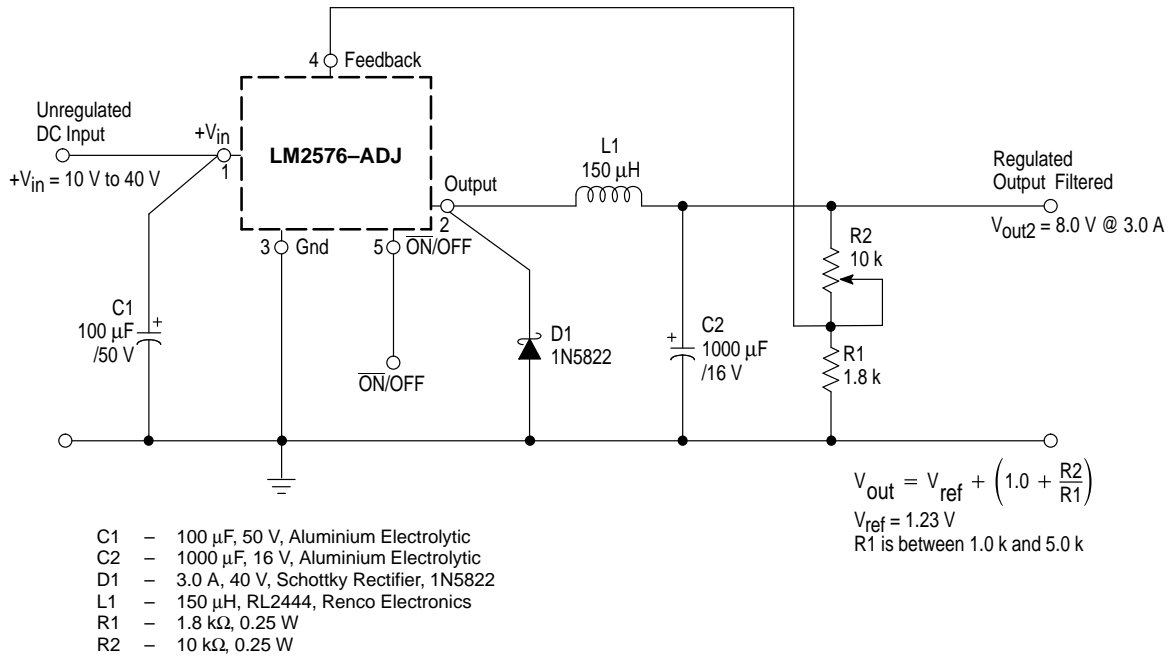 4 Feedback
Unregulated
DC Input
+Vin
1
+Vin = 10 V to 40 V
LM2576–ADJ
Output
2
3 Gnd
5 ON/OFF
ON/OFF
L1
150 μH
Regulated
Output Filtered
Vout2 = 8.0 V @ 3.0 A
R2
10 k
C1
100 μF
/50 V
+
D1
1N5822
+
C2
1000 μF
/16 V
R1
1.8 k
Vout = Vref + (1.0 + R2/R1)
Vref = 1.23 V
R1 is between 1.0 k and 5.0 k
C1 – 100 μF, 50 V, Aluminium Electrolytic
C2 – 1000 μF, 16 V, Aluminium Electrolytic
D1 – 3.0 A, 40 V, Schottky Rectifier, 1N5822
L1 – 150 μH, RL2444, Renco Electronics
R1 – 1.8 kΩ, 0.25 W
R2 – 10 kΩ, 0.25 W